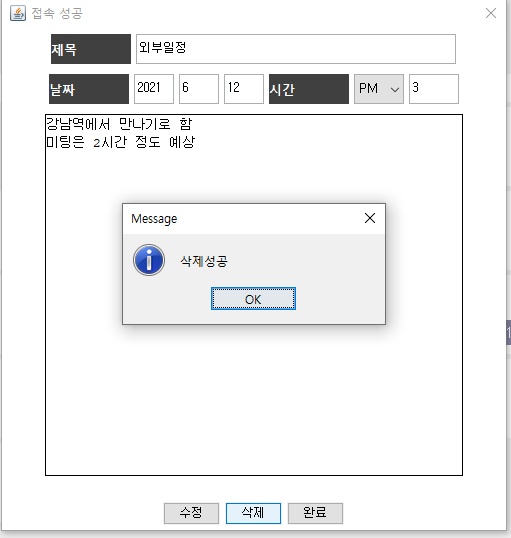 접속 성공
제목 외부일정
날짜 2021 6 12 시간 PM 3
강남역에서 만나기로 함
미팅은 2시간 정도 예상
Message
삭제성공
OK
수정 삭제 완료